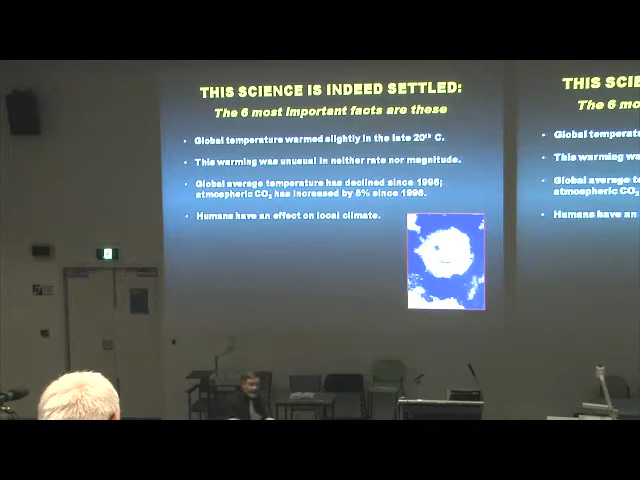 THIS SCIENCE IS INDEED SETTLED:
The 6 most important facts are these
• Global temperature warmed slightly in the late 20th C.
• This warming was unusual in neither rate nor magnitude.
• Global average temperature has declined since 1998;
atmospheric CO2 has increased by 5% since 1998.
• Humans have an effect on local climate.
THIS SCIE
The 6 mo
• Global temperatu
• This warming wa
• Global average te
atmospheric CO2
• Humans have an